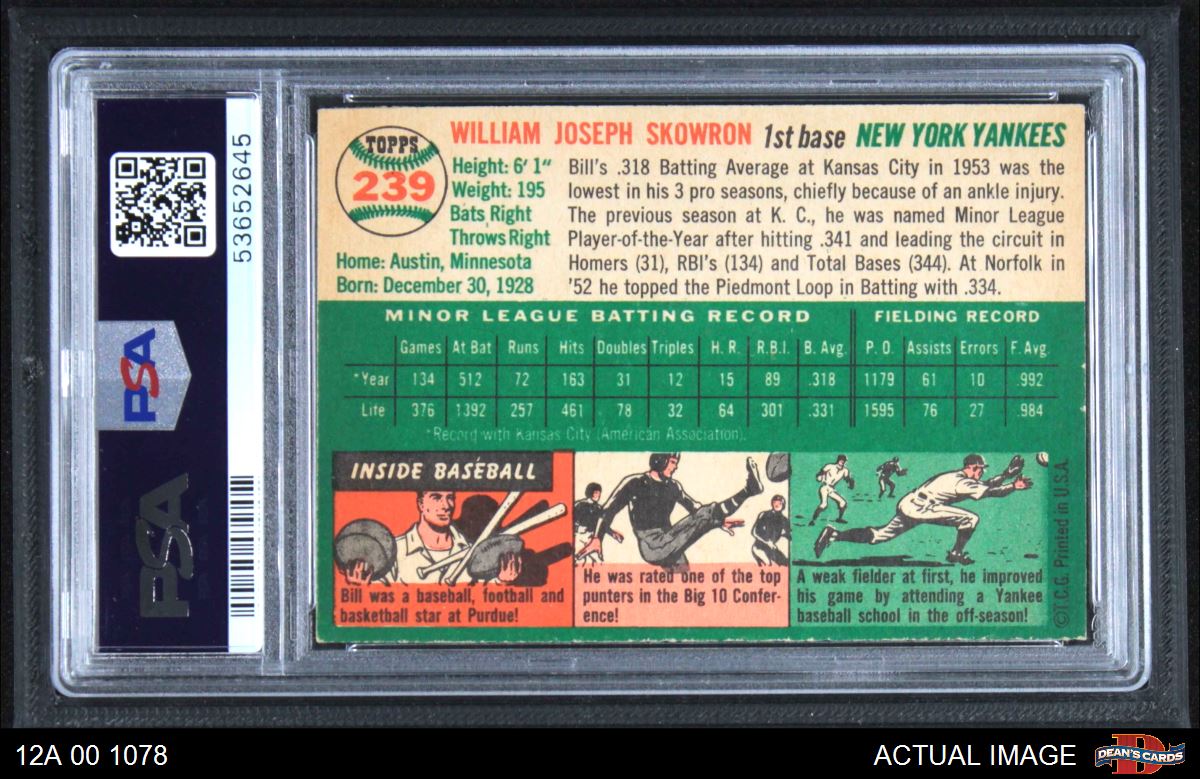 53652645
PSA
PSA
TOPPS
239
WILLIAM JOSEPH SKOWRON 1st base NEW YORK YANKEES
Height: 6' 1"
Weight: 195
Bats Right
Throws Right
Home: Austin, Minnesota
Born: December 30, 1928
Bill's .318 Batting Average at Kansas City in 1953 was the
lowest in his 3 pro seasons, chiefly because of an ankle injury.
The previous season at K. C., he was named Minor League
Player-of-the-Year after hitting .341 and leading the circuit in
Homers (31), RBI's (134) and Total Bases (344). At Norfolk in
'52 he topped the Piedmont Loop in Batting with .334.
MINOR LEAGUE BATTING RECORD FIELDING RECORD
Games At Bat Runs Hits Doubles Triples H. R. R.B.I. B. Avg. P. O. Assists Errors F. Avg.
*Year 134 512 72 163 31 12 15 89 .318 1179 61 10 .992
Life 376 1392 257 461 78 32 64 301 .331 1595 76 27 .984
*Record with Kansas City (American Association).
INSIDE BASEBALL
Bill was a baseball, football and
basketball star at Purdue!
He was rated one of the top
punters in the Big 10 Confer-
ence!
A weak fielder at first, he improved
his game by attending a Yankee
baseball school in the off-season!
©T.C.G. Printed in U.S.A.
12A 00 1078
ACTUAL IMAGE
DEAN'S CARDS